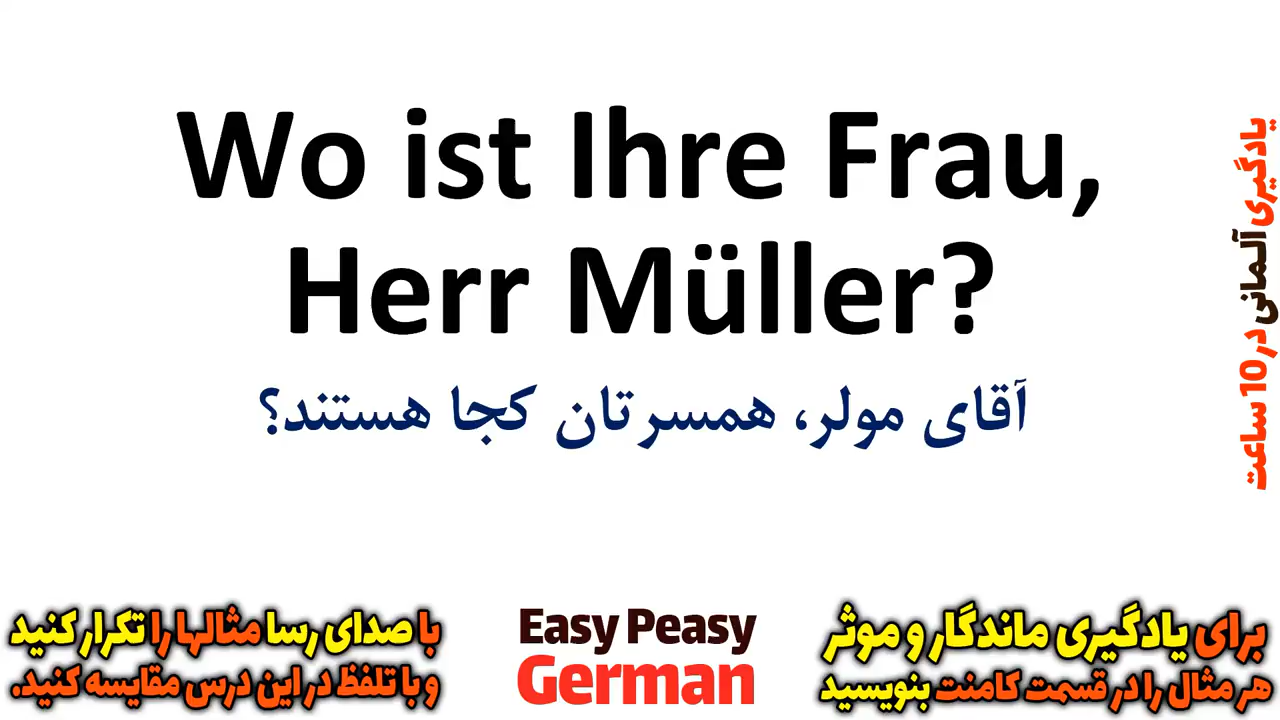 Wo ist Ihre Frau,
Herr Müller?
آقای مولر، همسرتان کجا هستند؟
یادگیری آلمانی در 10 ساعت
با صدای رسا مثالها را تکرار کنید
و با تلفظ در این درس مقایسه کنید.
Easy Peasy
German
برای یادگیری ماندگار و موثر
هر مثال را در قسمت کامنت بنویسید